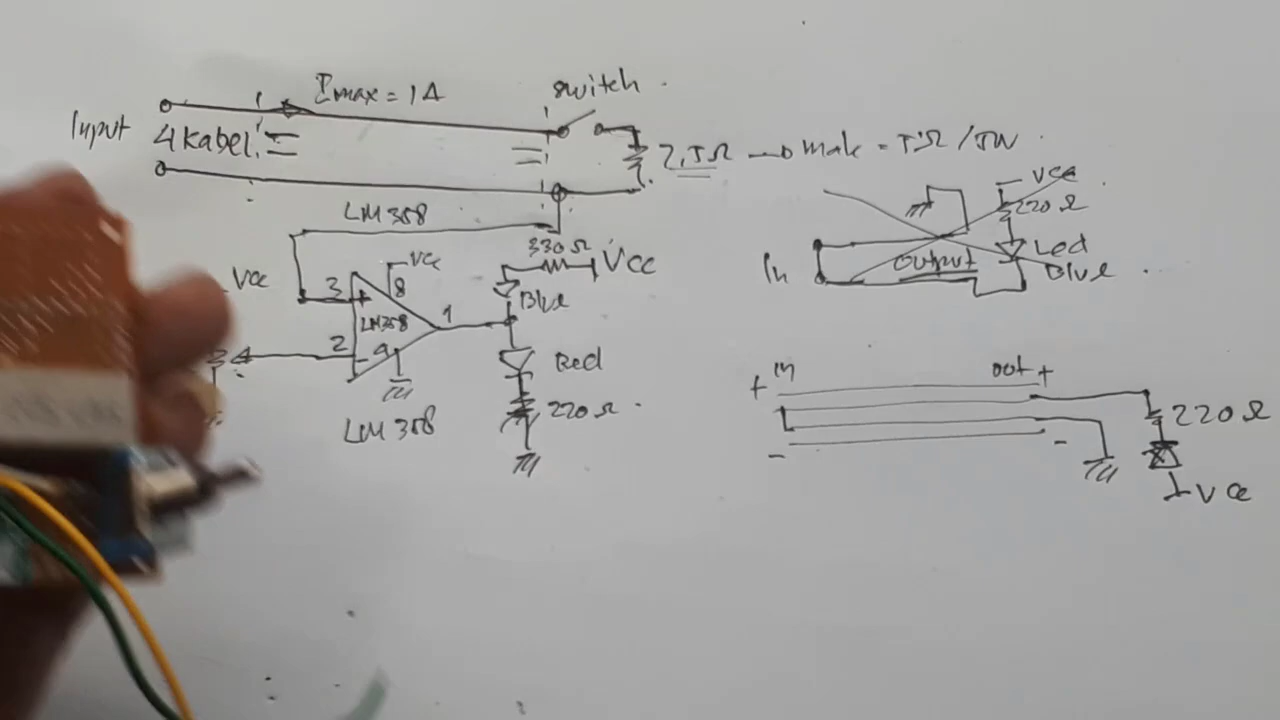 Imax = 1A
switch
Input
4 Kabel
2,5Ω → mak = 5Ω/5W
LM358
330Ω
Vcc
Blue
Vcc
Vcc
3
+
8
LM358
1
2
-
4
Red
220Ω
LM358
Vcc
220Ω
Led
Blue
In
output
+ In
out +
220Ω
-
-
Vcc